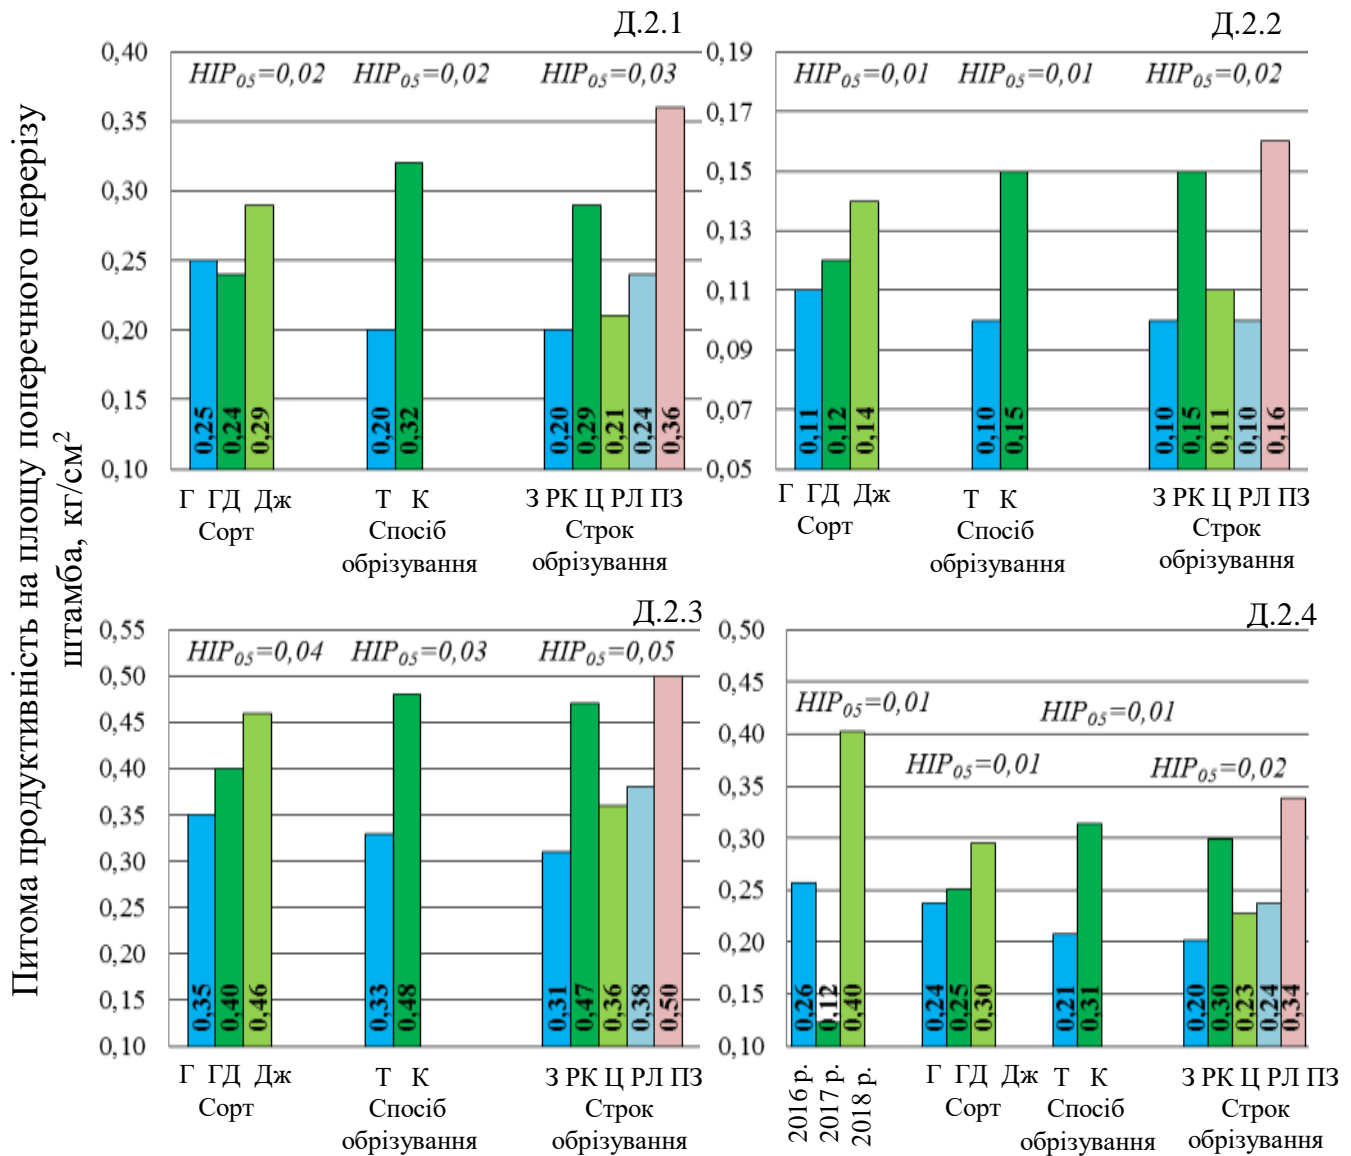 Питома продуктивність на площу поперечного перерізу
штамба, кг/см²
Д.2.1
0,40
0,35
0,30
0,25
0,20
0,15
0,10
НІР₀₅=0,02 НІР₀₅=0,02 НІР₀₅=0,03
0,25 0,24 0,29 0,20 0,32 0,20 0,29 0,21 0,24 0,36
Г ГД Дж Т К З РК Ц РЛ ПЗ
Сорт Спосіб Строк
обрізування обрізування
Д.2.2
0,19
0,17
0,15
0,13
0,11
0,09
0,07
0,05
НІР₀₅=0,01 НІР₀₅=0,01 НІР₀₅=0,02
0,11 0,12 0,14 0,10 0,15 0,10 0,15 0,11 0,10 0,16
Г ГД Дж Т К З РК Ц РЛ ПЗ
Сорт Спосіб Строк
обрізування обрізування
Д.2.3
0,55
0,50
0,45
0,40
0,35
0,30
0,25
0,20
0,15
0,10
НІР₀₅=0,04 НІР₀₅=0,03 НІР₀₅=0,05
0,35 0,40 0,46 0,33 0,48 0,31 0,47 0,36 0,38 0,50
Г ГД Дж Т К З РК Ц РЛ ПЗ
Сорт Спосіб Строк
обрізування обрізування
Д.2.4
0,50
0,45
0,40
0,35
0,30
0,25
0,20
0,15
0,10
НІР₀₅=0,01 НІР₀₅=0,01
НІР₀₅=0,01 НІР₀₅=0,02
0,26 0,12 0,40 0,24 0,25 0,30 0,21 0,31 0,20 0,30 0,23 0,24 0,34
2016 р. 2017 р. 2018 р. Г ГД Дж Т К З РК Ц РЛ ПЗ
Сорт Спосіб Строк
обрізування обрізування